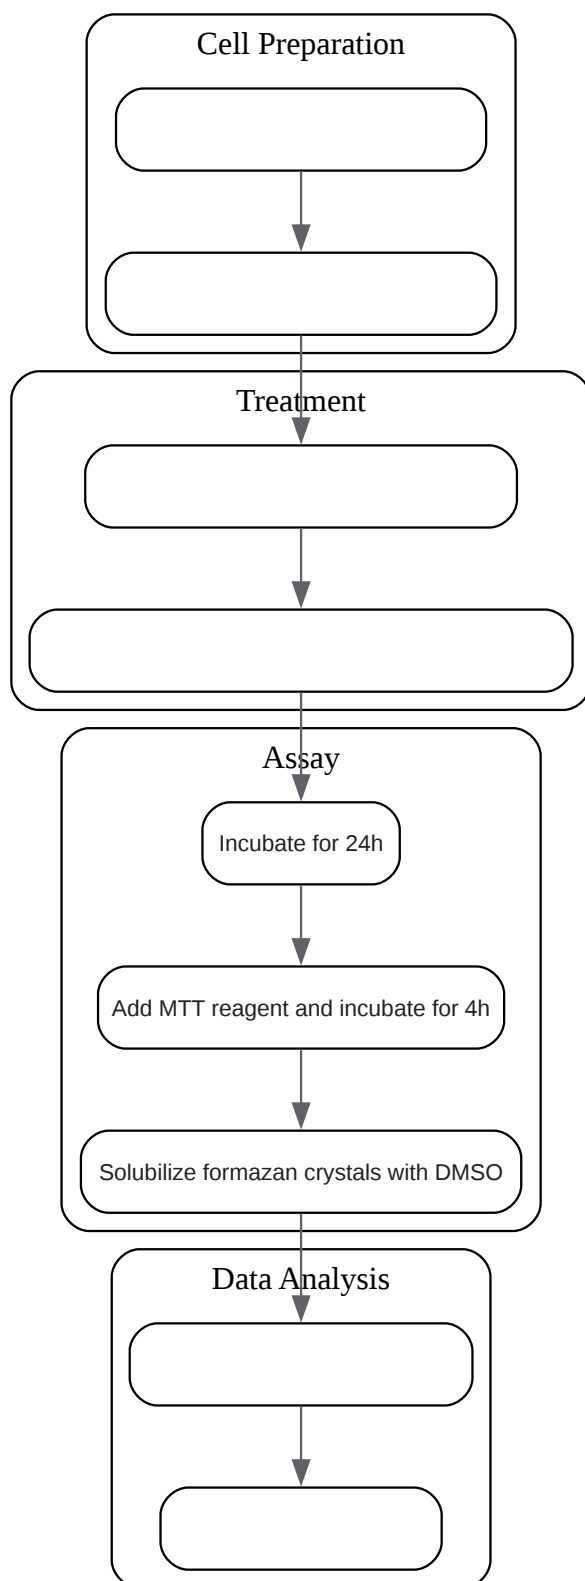 Cell Preparation
Treatment
Assay
Incubate for 24h
Add MTT reagent and incubate for 4h
Solubilize formazan crystals with DMSO
Data Analysis